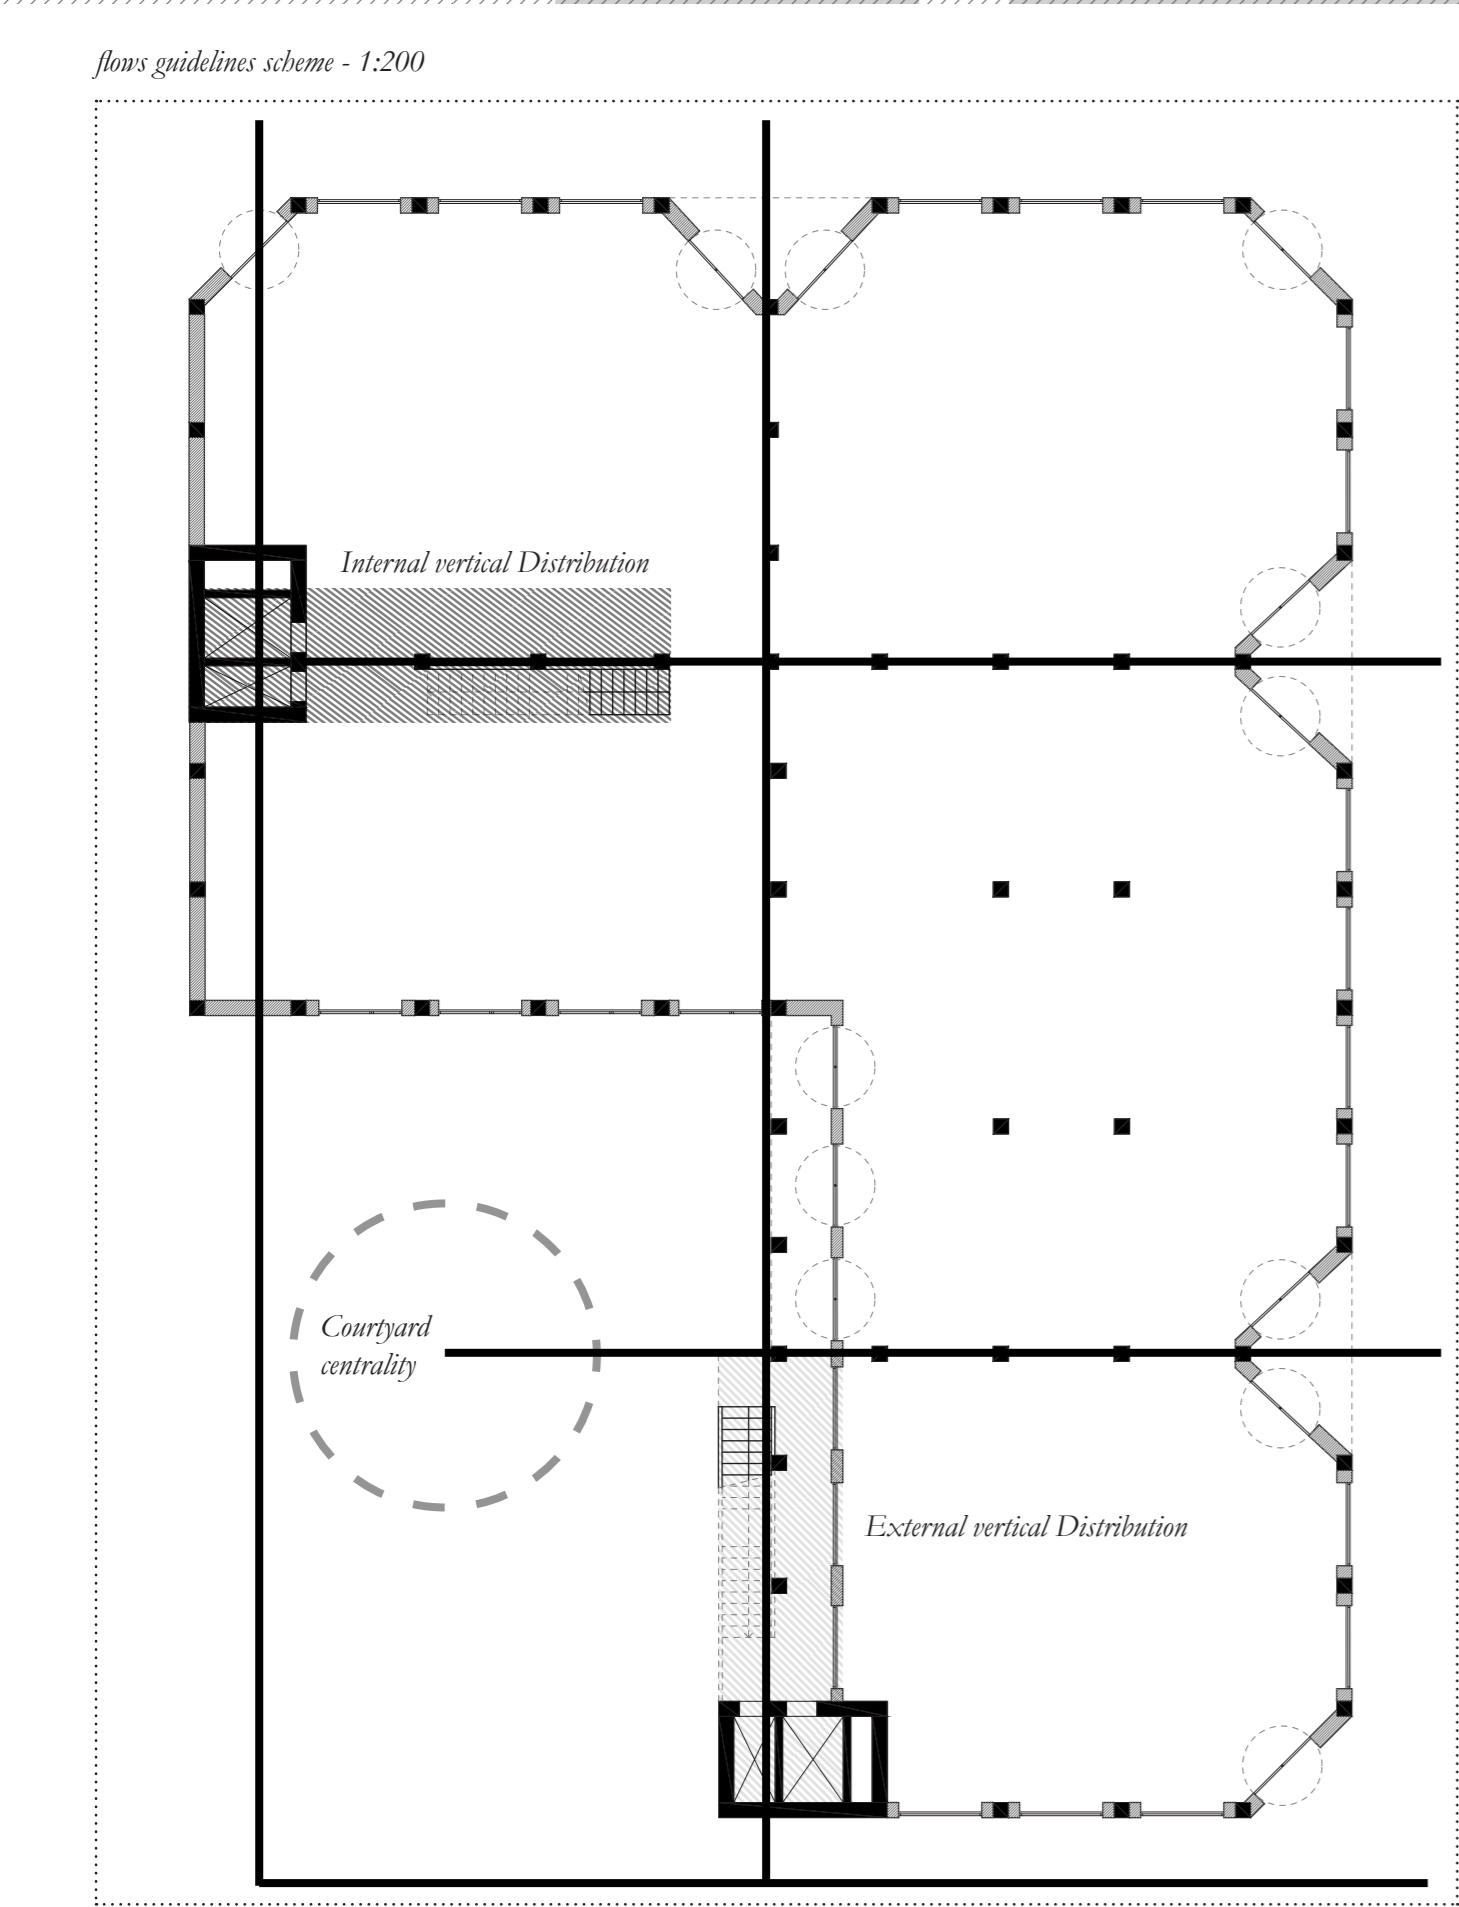 flows guidelines scheme - 1:200
Internal vertical Distribution
Courtyard
centrality
External vertical Distribution